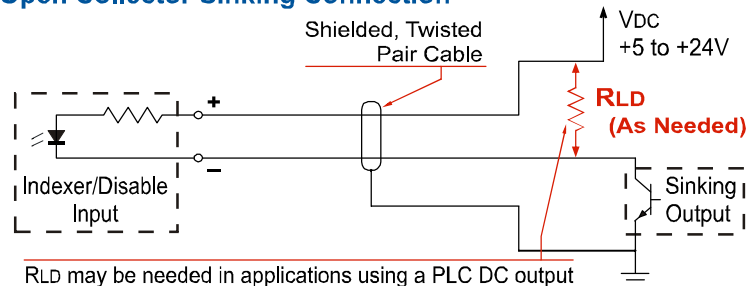 Open Collector Sinking Connection
Shielded, Twisted
Pair Cable
VDC
+5 to +24V
RLD
(As Needed)
+
–
Indexer/Disable
Input
Sinking
Output
RLD may be needed in applications using a PLC DC output